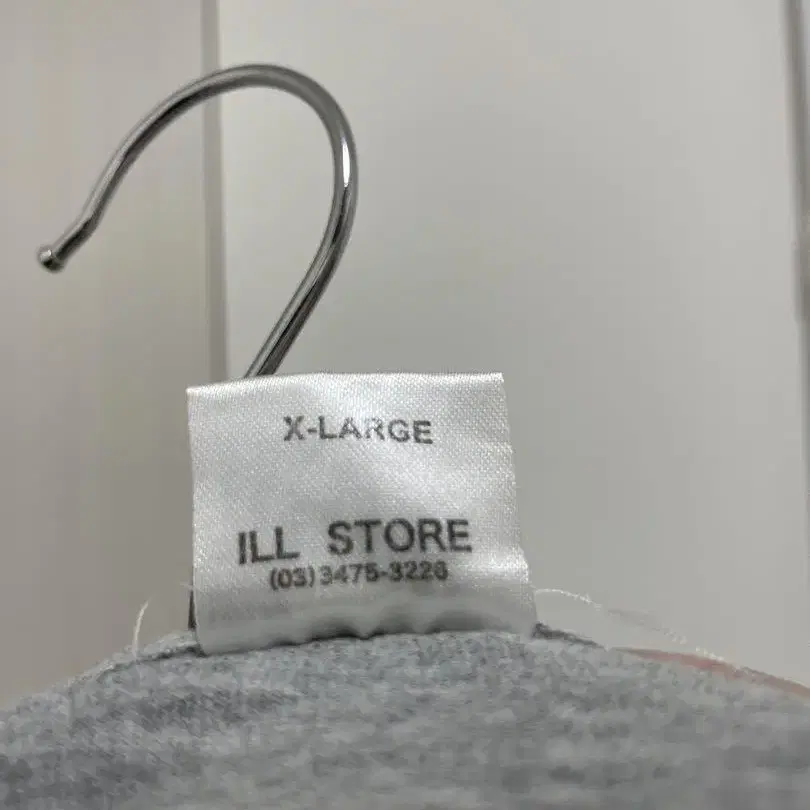 X-LARGE
ILL STORE
(03)3475-3226